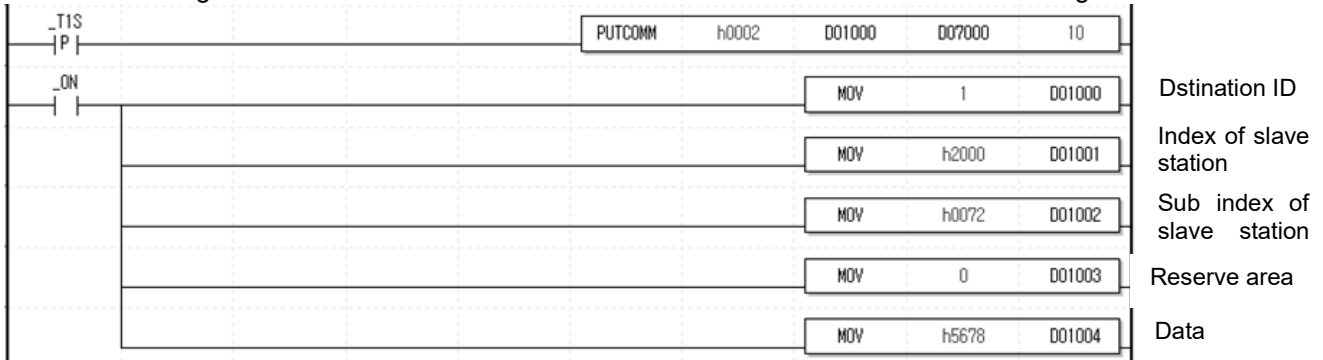 _T1S
P
PUTCOMM h0002 D01000 D07000 10
_ON
MOV 1 D01000
Dstination ID
MOV h2000 D01001
Index of slave
station
MOV h0072 D01002
Sub index of
slave station
MOV 0 D01003
Reserve area
MOV h5678 D01004
Data